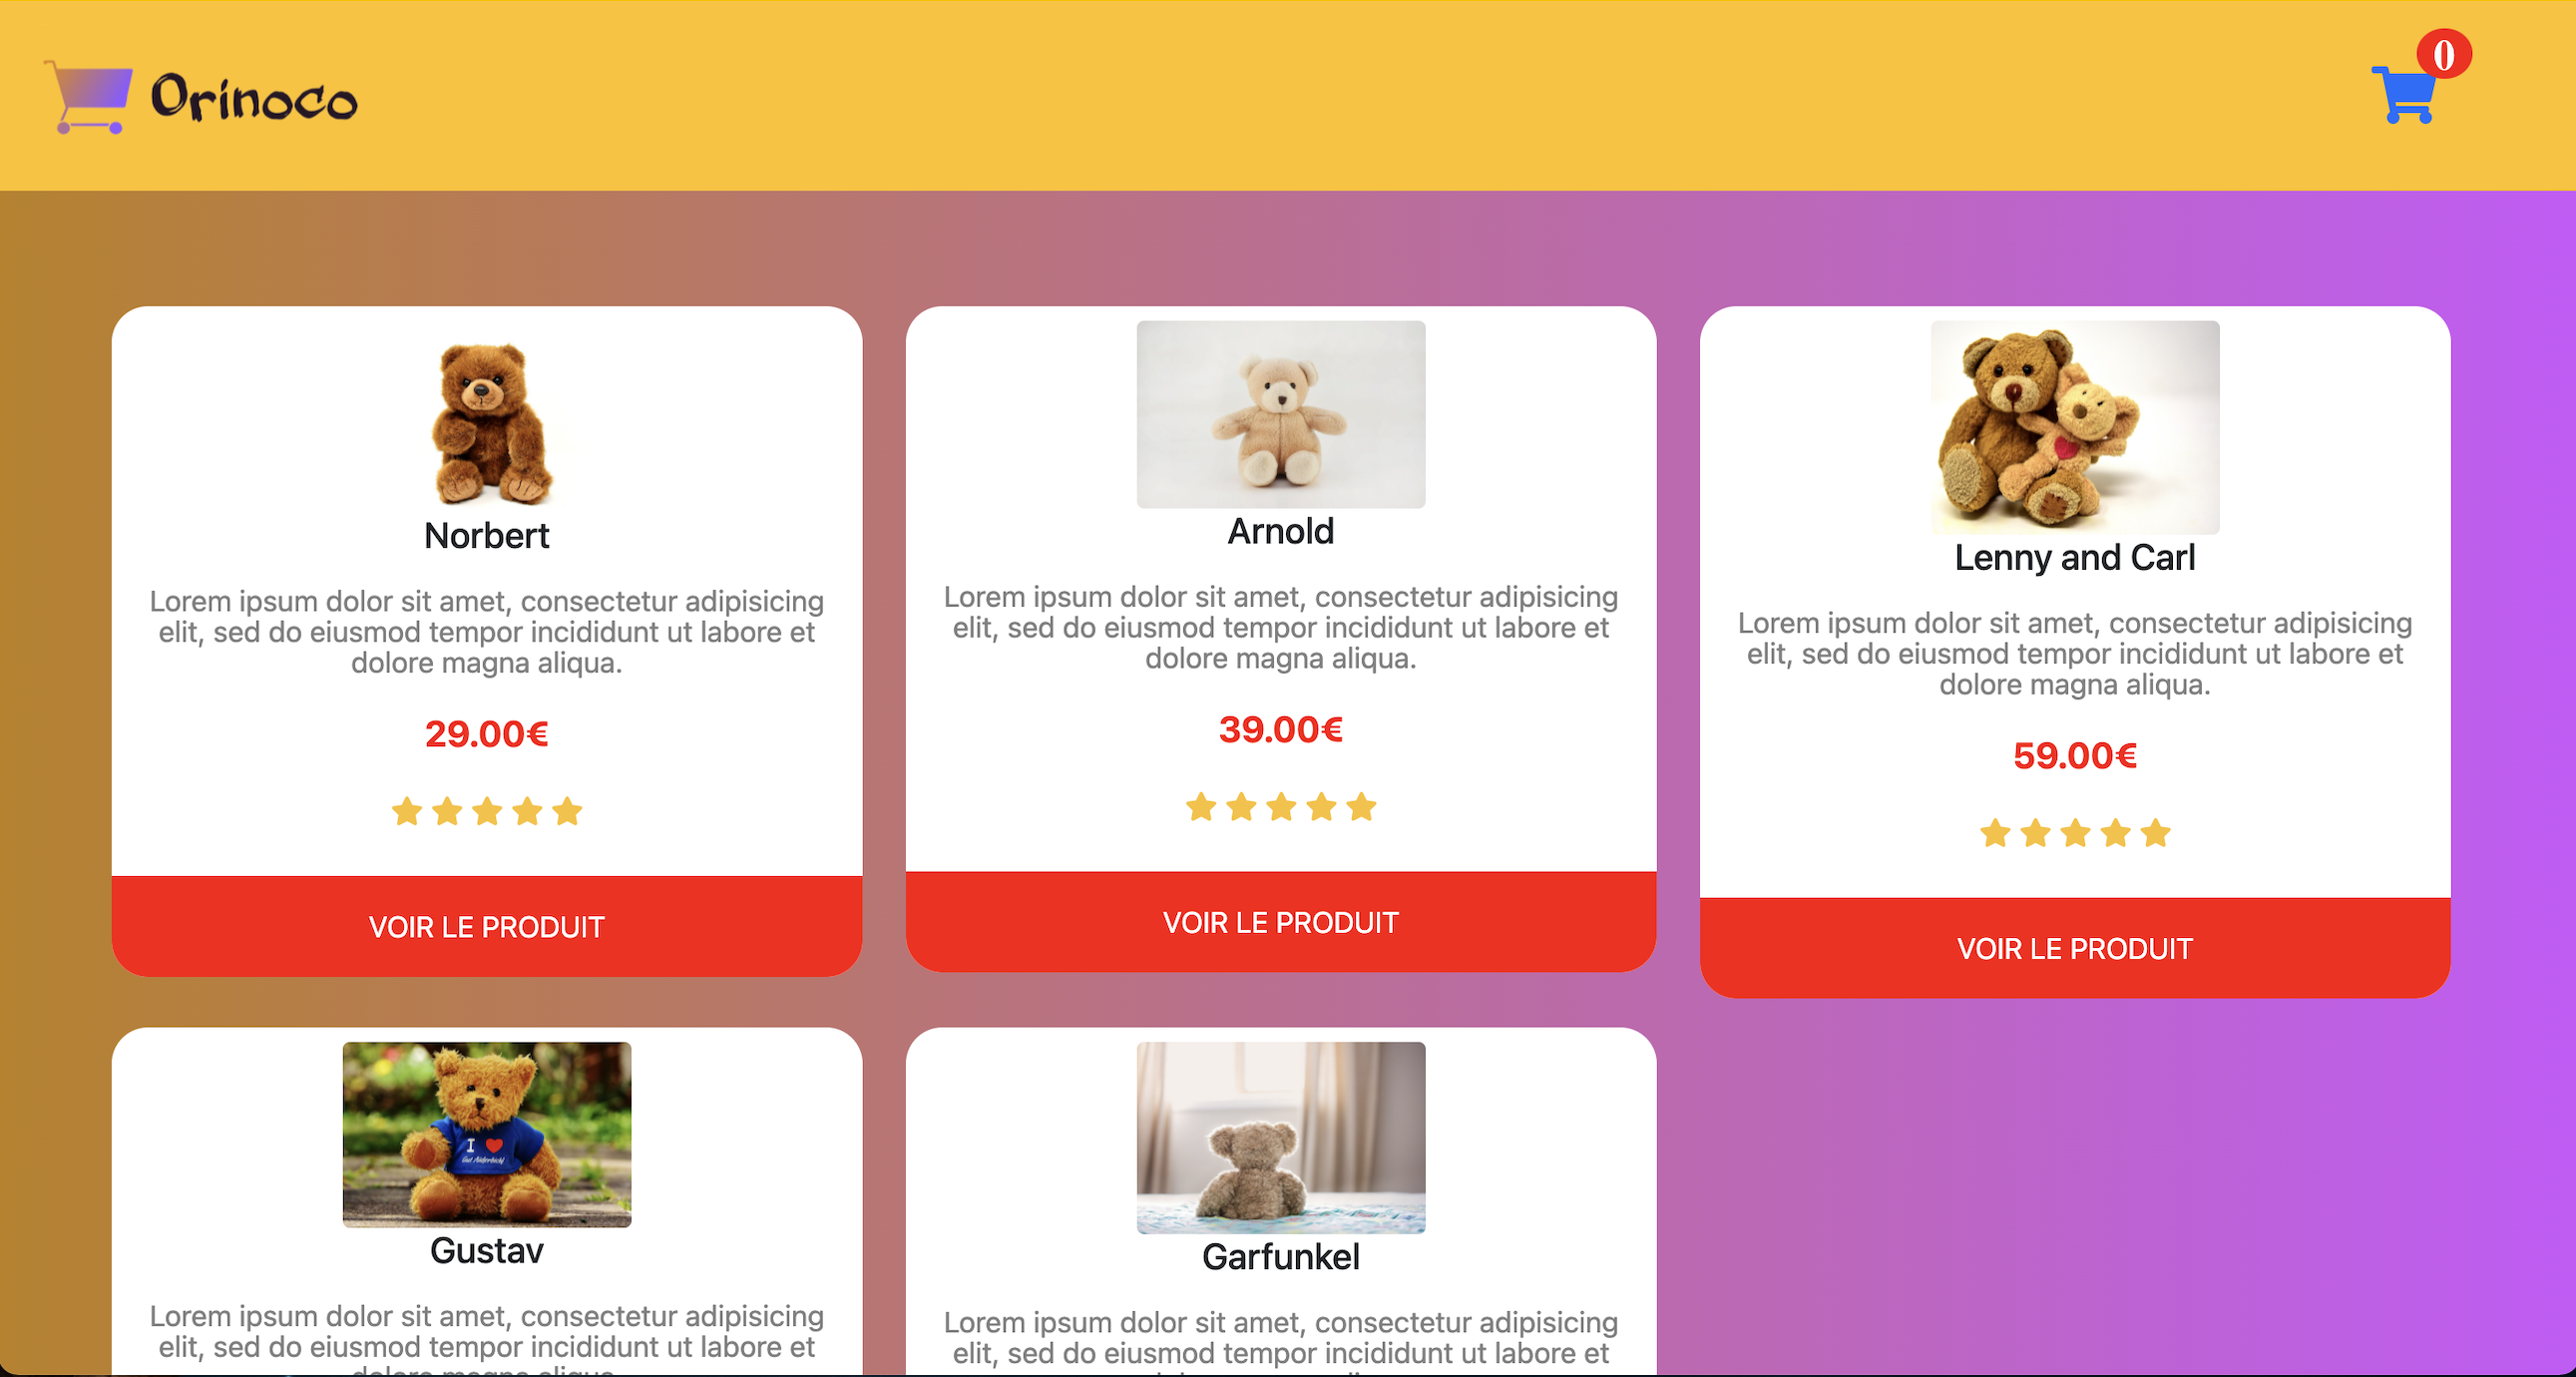 Orinoco
0
Norbert
Lorem ipsum dolor sit amet, consectetur adipisicing
elit, sed do eiusmod tempor incididunt ut labore et
dolore magna aliqua.
29.00€
VOIR LE PRODUIT
Arnold
Lorem ipsum dolor sit amet, consectetur adipisicing
elit, sed do eiusmod tempor incididunt ut labore et
dolore magna aliqua.
39.00€
VOIR LE PRODUIT
Lenny and Carl
Lorem ipsum dolor sit amet, consectetur adipisicing
elit, sed do eiusmod tempor incididunt ut labore et
dolore magna aliqua.
59.00€
VOIR LE PRODUIT
I ❤
Gustav
Lorem ipsum dolor sit amet, consectetur adipisicing
elit, sed do eiusmod tempor incididunt ut labore et
dolore magna aliqua.
Garfunkel
Lorem ipsum dolor sit amet, consectetur adipisicing
elit, sed do eiusmod tempor incididunt ut labore et